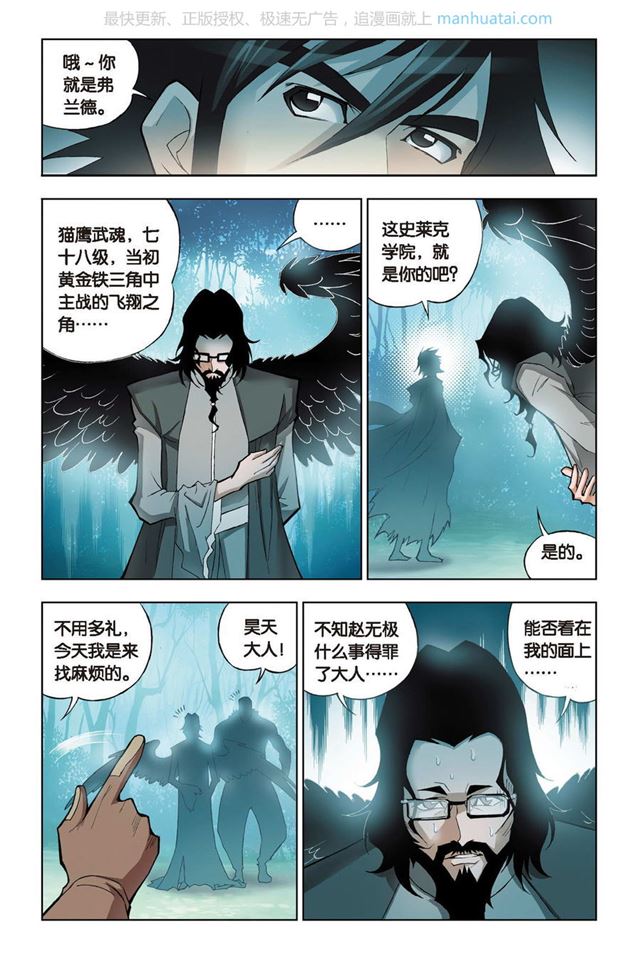 最快更新、正版授权、极速无广告，追漫画就上 manhuatai.com
哦～你
就是弗
兰德。
猫鹰武魂，七
十八级，当初
黄金铁三角中
主战的飞翔之
角……
……
这史莱克
学院，就
是你的吧？
是的。
不用多礼，
今天我是来
找麻烦的。
昊天
大人！
不知赵无极
什么事得罪
了大人……
能否看在
我的面上
……